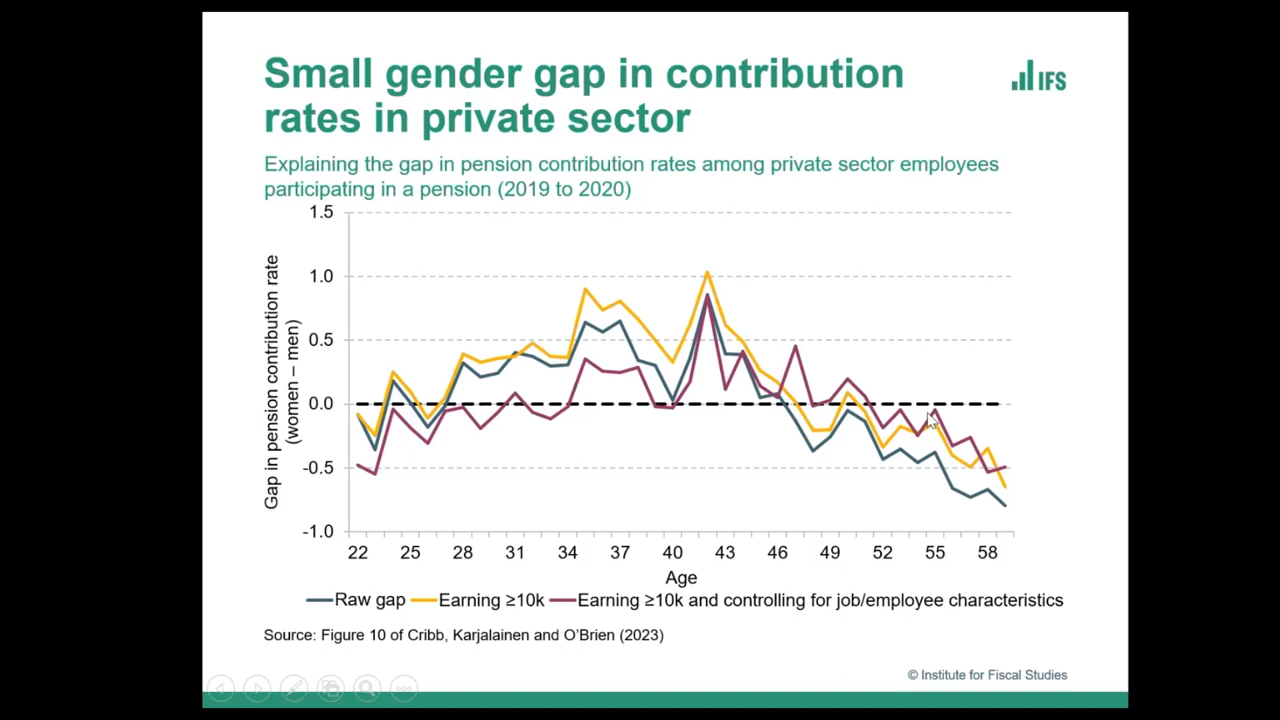 Small gender gap in contribution
rates in private sector
IFS
Explaining the gap in pension contribution rates among private sector employees
participating in a pension (2019 to 2020)
Gap in pension contribution rate
(women – men)
1.5
1.0
0.5
0.0
-0.5
-1.0
22 25 28 31 34 37 40 43 46 49 52 55 58
Age
Raw gap Earning ≥10k Earning ≥10k and controlling for job/employee characteristics
Source: Figure 10 of Cribb, Karjalainen and O’Brien (2023)
© Institute for Fiscal Studies